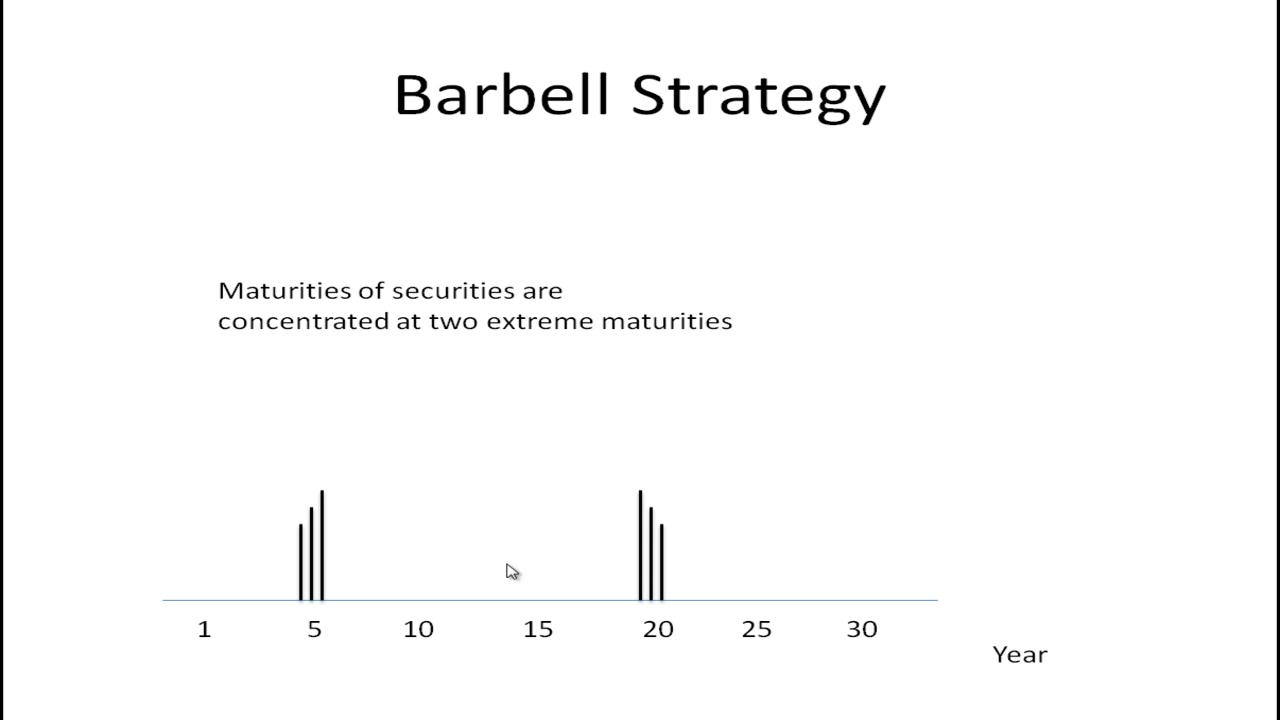 Barbell Strategy
Maturities of securities are
concentrated at two extreme maturities
1 5 10 15 20 25 30
Year